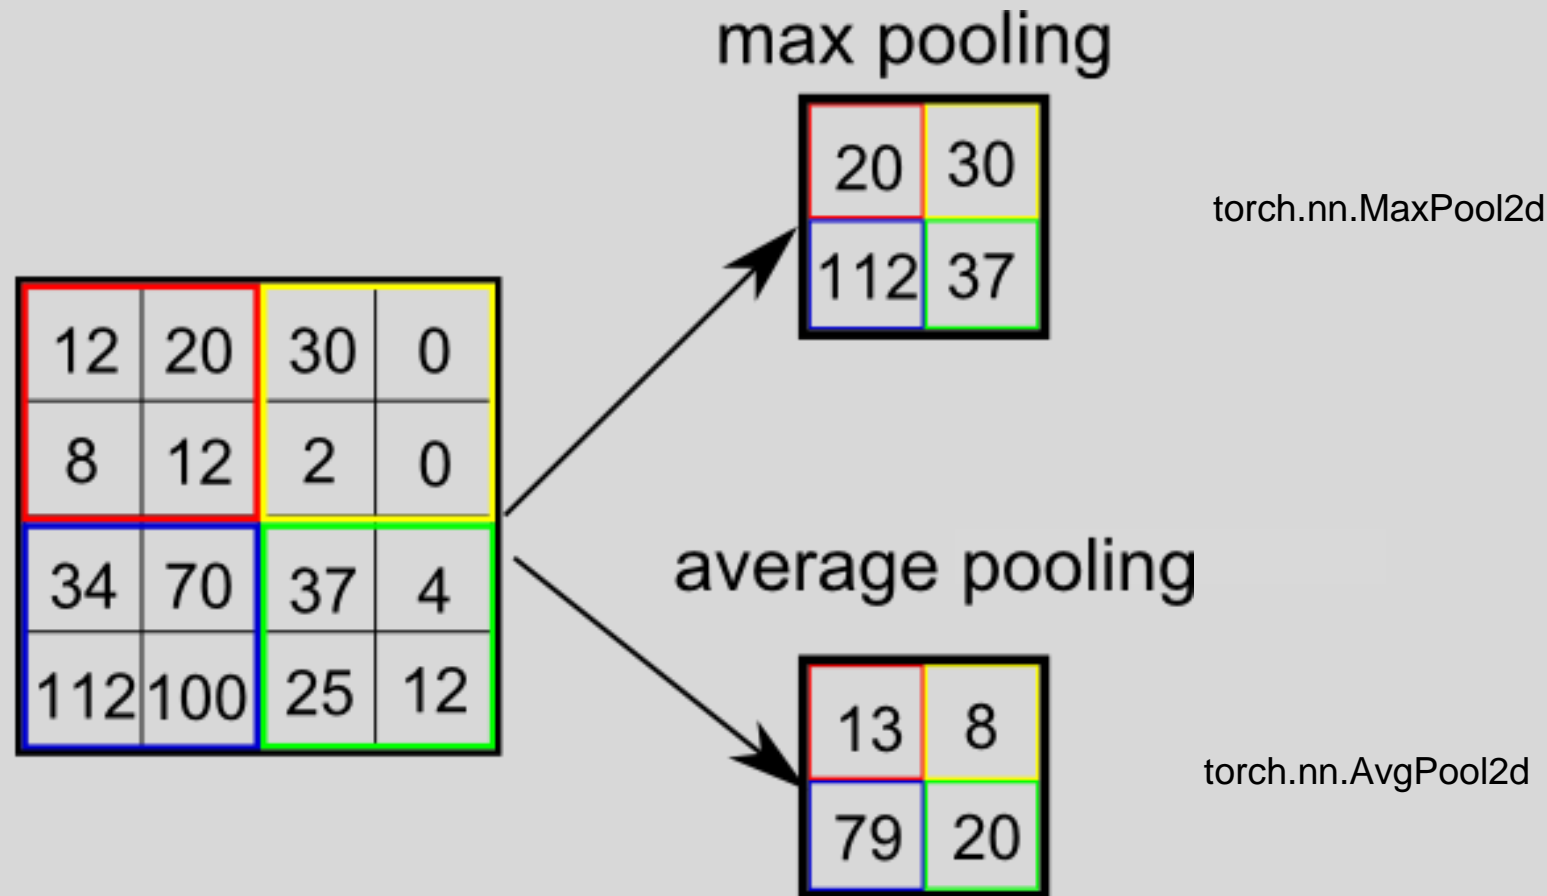 max pooling
20 30
112 37
torch.nn.MaxPool2d
12 20 30 0
8 12 2 0
34 70 37 4
112 100 25 12
average pooling
13 8
79 20
torch.nn.AvgPool2d